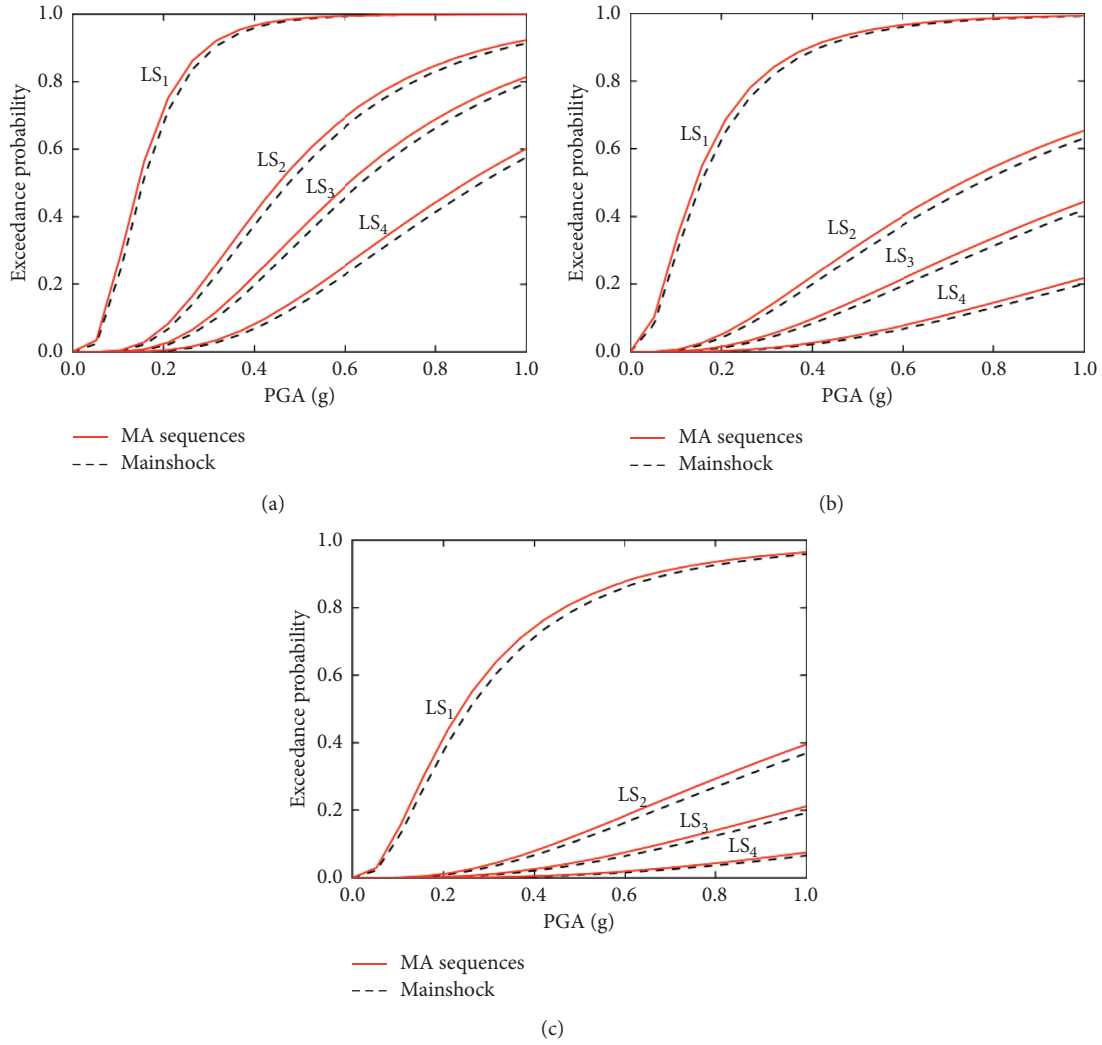 Exceedance probability
1.0
0.8
0.6
0.4
0.2
0.0
LS1
LS2
LS3
LS4
0.0 0.2 0.4 0.6 0.8 1.0
PGA (g)
MA sequences
Mainshock
(a)
Exceedance probability
1.0
0.8
0.6
0.4
0.2
0.0
LS1
LS2
LS3
LS4
0.0 0.2 0.4 0.6 0.8 1.0
PGA (g)
MA sequences
Mainshock
(b)
Exceedance probability
1.0
0.8
0.6
0.4
0.2
0.0
LS1
LS2
LS3
LS4
0.0 0.2 0.4 0.6 0.8 1.0
PGA (g)
MA sequences
Mainshock
(c)